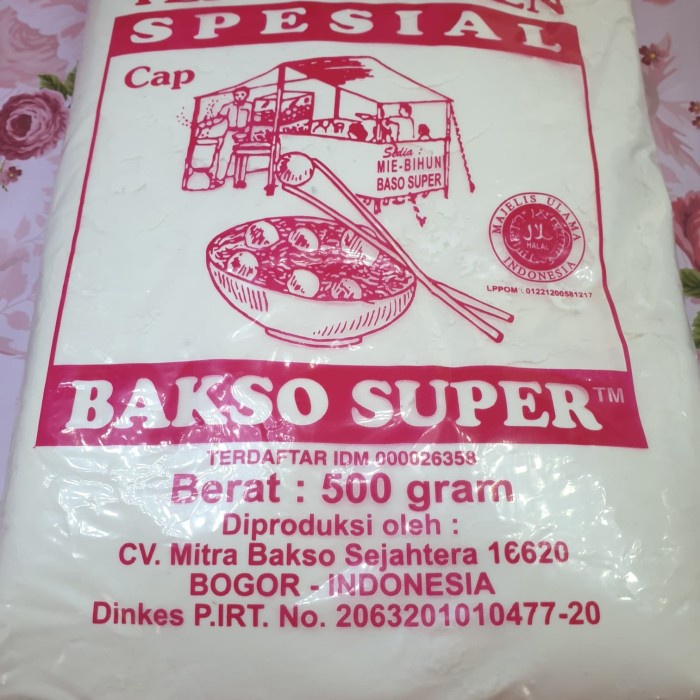 SPESIAL
Cap
Sedia :
MIE-BIHUN
BASO SUPER
MAJELIS ULAMA
INDONESIA
HALAL
LPPOM : 01221200581217
BAKSO SUPER™
TERDAFTAR IDM 000026358
Berat : 500 gram
Diproduksi oleh :
CV. Mitra Bakso Sejahtera 16620
BOGOR - INDONESIA
Dinkes P.IRT. No. 2063201010477-20